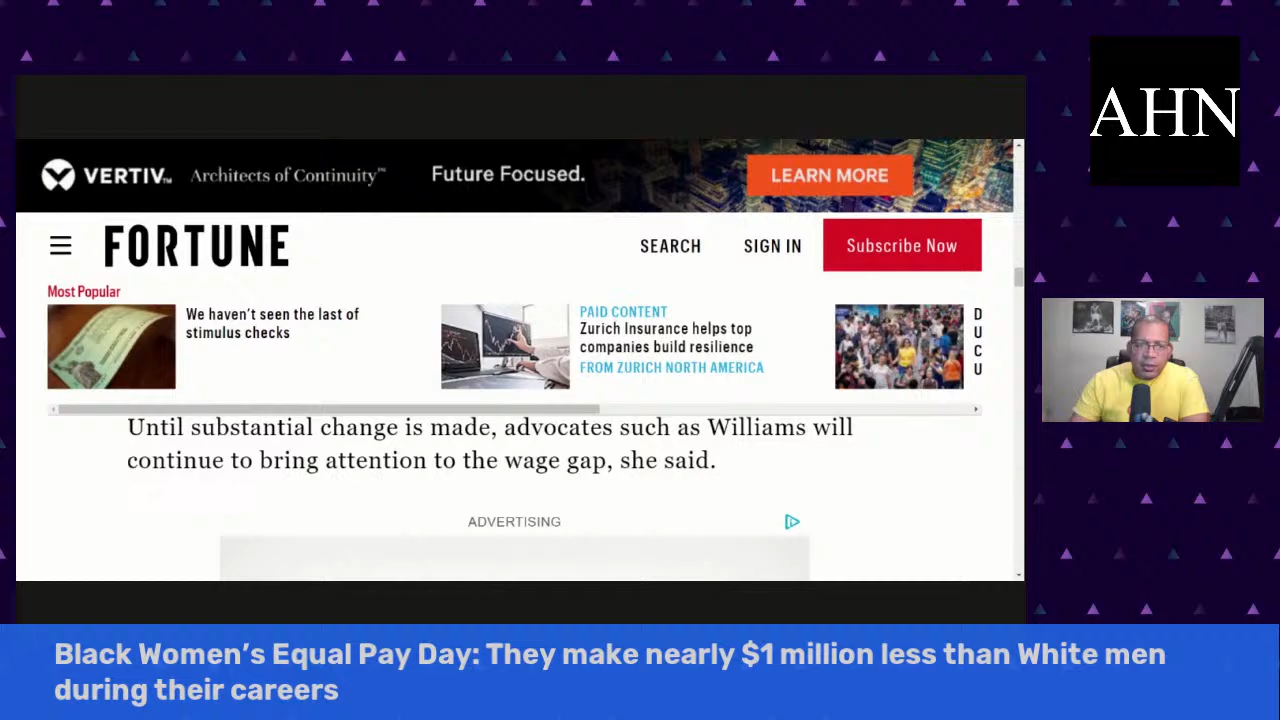 AHN
VERTIV™ Architects of Continuity™ Future Focused. LEARN MORE
FORTUNE
SEARCH SIGN IN Subscribe Now
Most Popular
We haven't seen the last of
stimulus checks
PAID CONTENT
Zurich Insurance helps top
companies build resilience
FROM ZURICH NORTH AMERICA
D
U
C
U
Until substantial change is made, advocates such as Williams will
continue to bring attention to the wage gap, she said.
ADVERTISING
Black Women's Equal Pay Day: They make nearly $1 million less than White men
during their careers